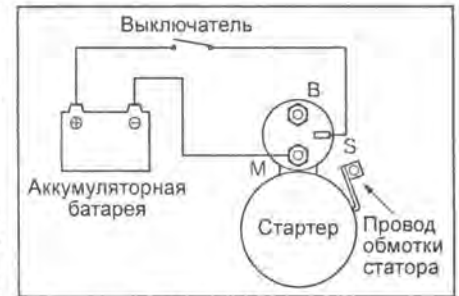 Выключатель
B
⊕
⊖
S
M
Аккумуляторная
батарея
Стартер
Провод
обмотки
статора